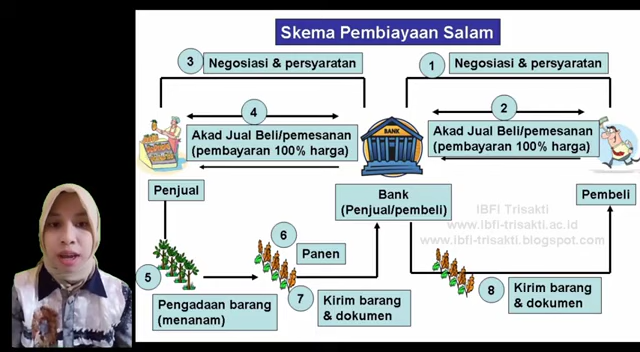 Skema Pembiayaan Salam
3
Negosiasi & persyaratan
1
Negosiasi & persyaratan
4
Akad Jual Beli/pemesanan
(pembayaran 100% harga)
2
Akad Jual Beli/pemesanan
(pembayaran 100% harga)
BANK
Penjual
Bank
(Penjual/pembeli)
Pembeli
IBFI Trisakti
www.ibfi-trisakti.ac.id
www.ibfi-trisakti.blogspot.com
5
Pengadaan barang
(menanam)
6
Panen
7
Kirim barang
& dokumen
8
Kirim barang
& dokumen